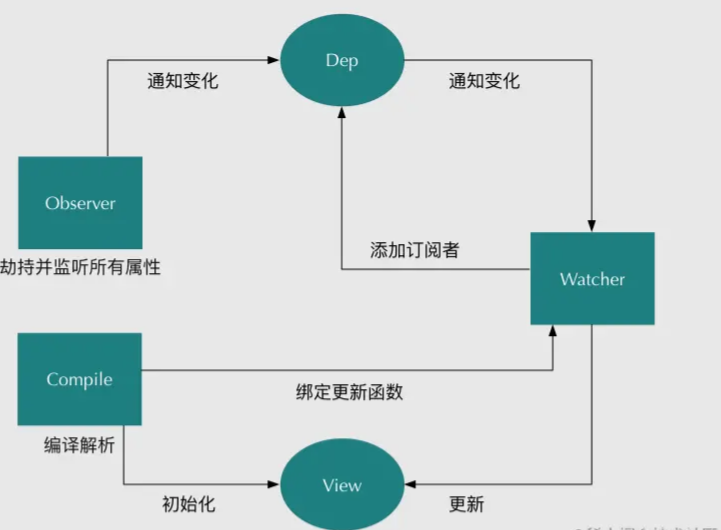 Dep
通知变化
通知变化
Observer
劫持并监听所有属性
添加订阅者
Watcher
Compile
绑定更新函数
编译解析
View
初始化
更新